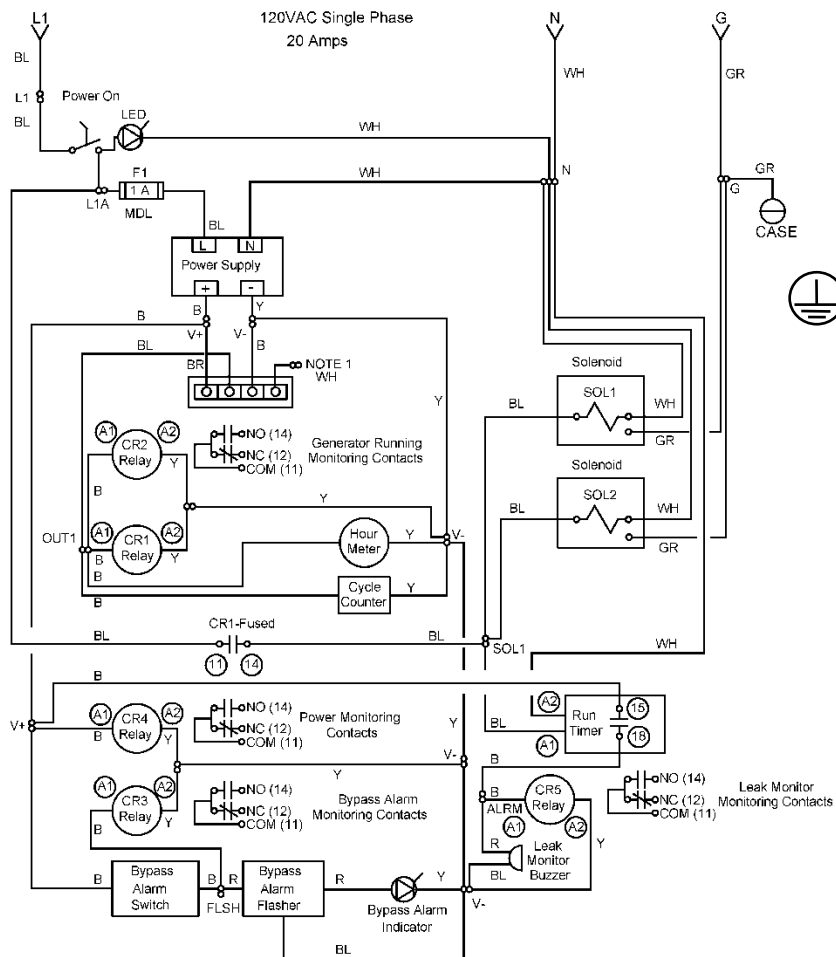 L1
120VAC Single Phase
20 Amps
N
G
BL
WH
GR
L1
Power On
BL
LED
WH
F1
1 A
MDL
L1A
WH
N
GR
G
CASE
BL
L
N
Power Supply
+
-
B
Y
B
V+
V-
BL
BR
B
NOTE 1
WH
Solenoid
SOL1
BL
WH
GR
Y
A1
A2
CR2
Relay
NO (14)
NC (12)
COM (11)
Generator Running
Monitoring Contacts
B
Y
Solenoid
SOL2
BL
WH
GR
Y
OUT1
A1
A2
CR1
Relay
B
Y
B
Hour
Meter
Y
V-
B
Cycle
Counter
Y
BL
CR1-Fused
11
14
BL
SOL1
WH
B
V+
A1
A2
CR4
Relay
B
Y
NO (14)
NC (12)
COM (11)
Power Monitoring
Contacts
Y
V-
A2
BL
A1
Run
Timer
15
18
B
A1
A2
CR3
Relay
B
Y
NO (14)
NC (12)
COM (11)
Bypass Alarm
Monitoring Contacts
Y
B
ALRM
A1
A2
CR5
Relay
Y
NO (14)
NC (12)
COM (11)
Leak Monitor
Monitoring Contacts
R
BL
Leak
Monitor
Buzzer
B
Bypass
Alarm
Switch
B
R
FLSH
Bypass
Alarm
Flasher
R
Bypass Alarm
Indicator
Y
V-
BL